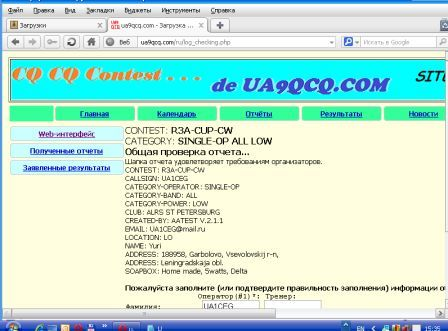 Файл Правка Вид Закладки Виджеты Инструменты Справка
Загрузки
ua9qcq.com - Загрузка ...
Веб
ua9qcq.com/ru/log_checking.php
Искать в Google
CQ CQ Contest . . .
de UA9QCQ.COM
SIT
Главная Календарь Отчёты Результаты Новости
Web-интерфейс
Полученные отчеты
Заявленные результаты
CONTEST: R3A-CUP-CW
CATEGORY: SINGLE-OP ALL LOW
Общая проверка отчета...
Шапка отчета удовлетворяет требованиям организаторов.
CONTEST: R3A-CUP-CW
CALLSIGN: UA1CEG
CATEGORY-OPERATOR: SINGLE-OP
CATEGORY-BAND: ALL
CATEGORY-POWER: LOW
CLUB: ALRS ST PETERSBURG
CREATED-BY: AATEST V.2.1.1
EMAIL: UA1CEG@mail.ru
LOCATION: LO
NAME: Yuri
ADDRESS: 188958, Garbolovo, Vsevolovskij r-n,
ADDRESS: Leningradskaja obl.
SOAPBOX: Home made, 5watts, Delta
Пожалуйста заполните (или подтвердите правильность заполнения) информации о
Оператор(#1)*: Тренер:
Фамилия: UA1CEG
EN
15:35